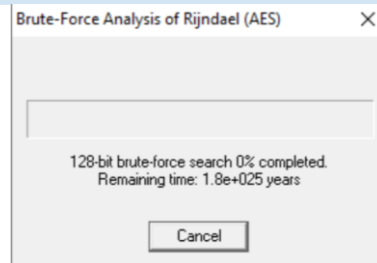 Brute-Force Analysis of Rijndael (AES)
128-bit brute-force search 0% completed.
Remaining time: 1.8e+025 years
Cancel